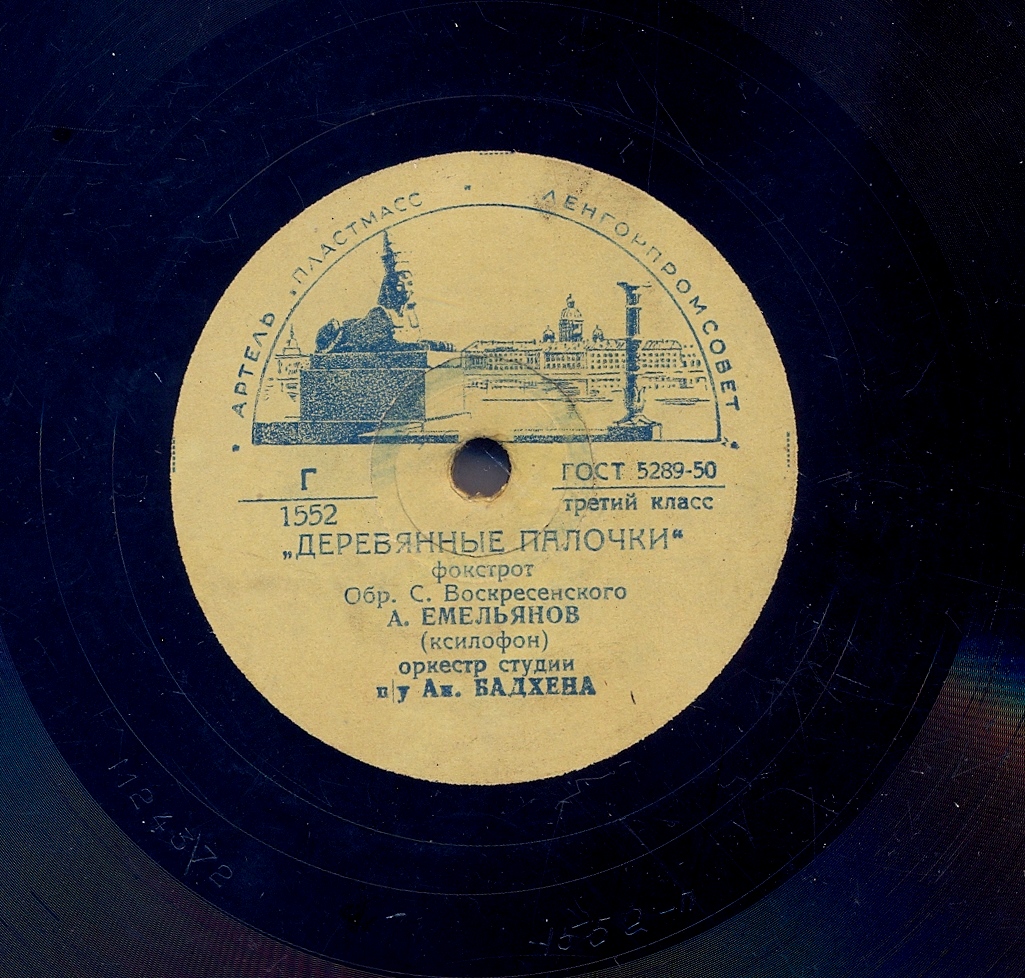 АРТЕЛЬ „ПЛАСТМАСС" • ЛЕНГОРПРОМСОВЕТ
Г
1552
ГОСТ 5289-50
третий класс
„ДЕРЕВЯННЫЕ ПАЛОЧКИ“
фокстрот
Обр. С. Воскресенского
А. ЕМЕЛЬЯНОВ
(ксилофон)
оркестр студии
п/у Ан. БАДХЕНА